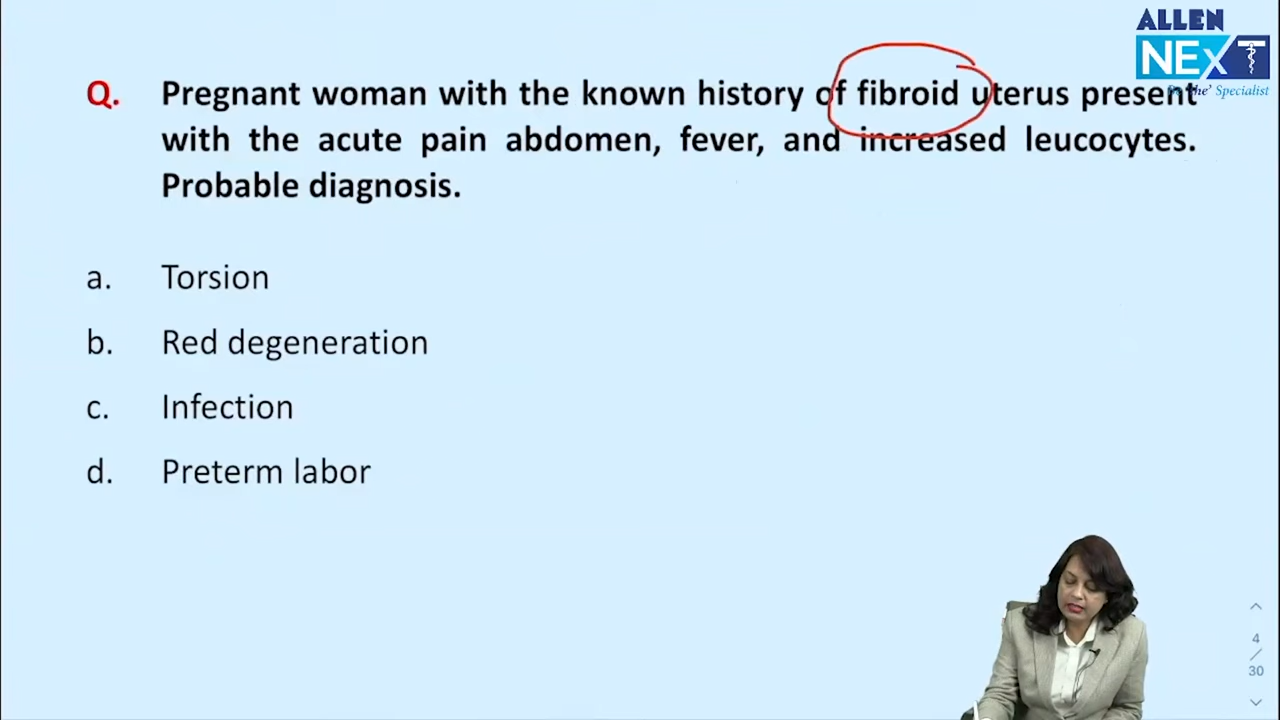 ALLEN
NEXT
Q. Pregnant woman with the known history of fibroid uterus present
with the acute pain abdomen, fever, and increased leucocytes.
Probable diagnosis.
a. Torsion
b. Red degeneration
c. Infection
d. Preterm labor
4
/
30